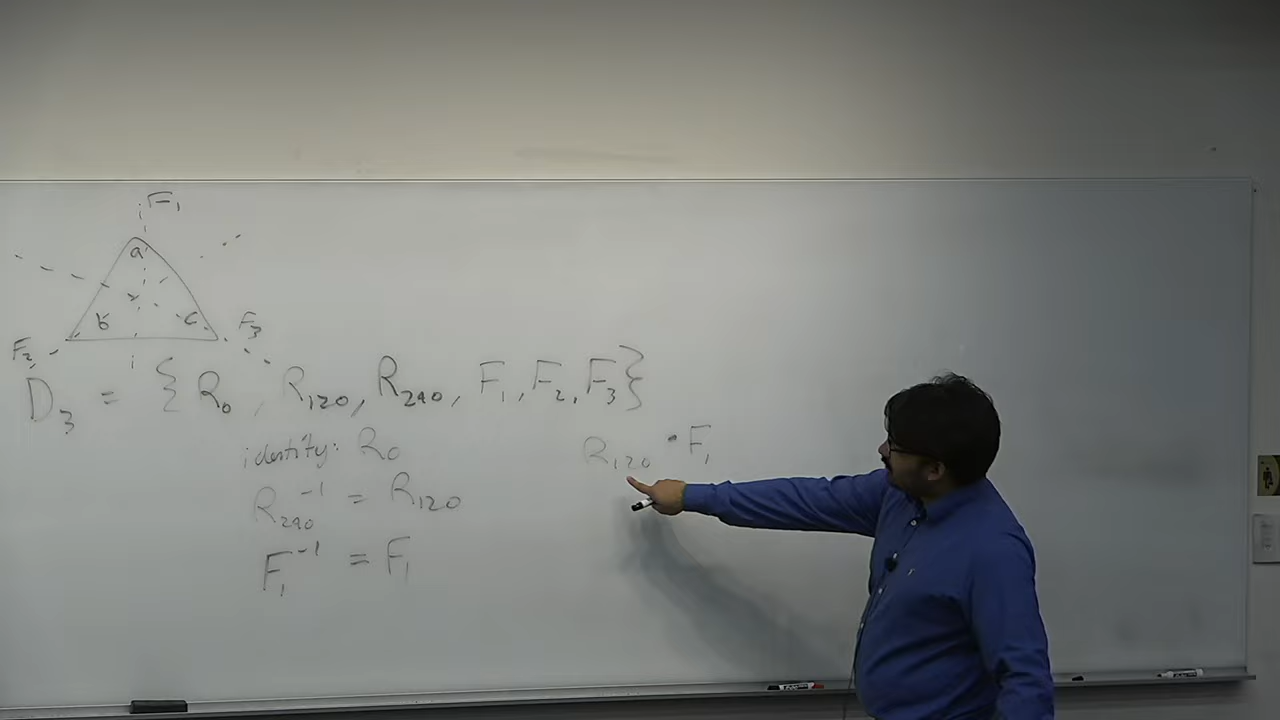 F₁
a
b c
F₂ F₃
D₃ = { R₀, R₁₂₀, R₂₄₀, F₁, F₂, F₃}
identity: R₀
R₁₂₀ · F₁
R₂₄₀⁻¹ = R₁₂₀
F₁⁻¹ = F₁